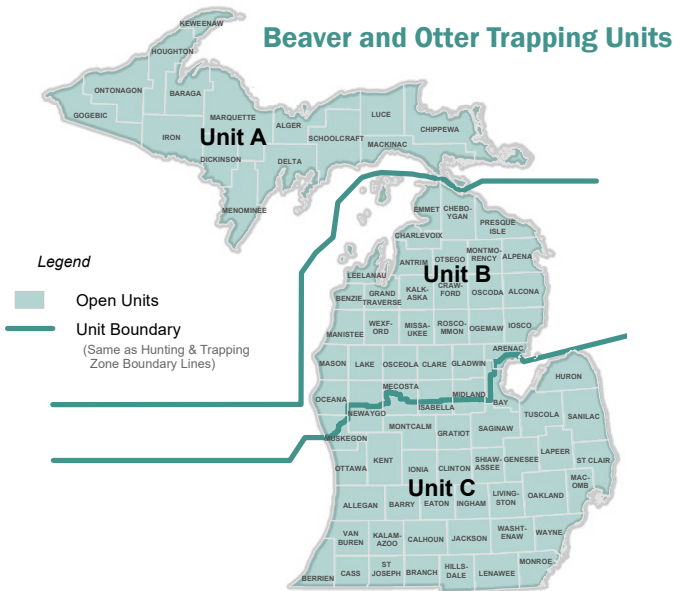 Beaver and Otter Trapping Units
KEWEENAW
HOUGHTON
ONTONAGON
BARAGA
GOGEBIC
MARQUETTE
LUCE
ALGER
CHIPPEWA
IRON
Unit A
SCHOOLCRAFT
MACKINAC
DICKINSON
DELTA
MENOMINEE
EMMET
CHEBO-
YGAN
PRESQUE
ISLE
CHARLEVOIX
Legend
Open Units
Unit Boundary
(Same as Hunting & Trapping
Zone Boundary Lines)
ANTRIM
OTSEGO
MONTMO-
RENCY
ALPENA
Unit B
LEELANAU
BENZIE
GRAND
TRAVERSE
KALK-
ASKA
CRAW-
FORD
OSCODA
ALCONA
MANISTEE
WEXF-
ORD
MISSA-
UKEE
ROSCO-
MMON
OGEMAW
IOSCO
ARENAC
MASON
LAKE
OSCEOLA
CLARE
GLADWIN
HURON
MECOSTA
OCEANA
NEWAYGO
ISABELLA
MIDLAND
BAY
TUSCOLA
SANILAC
MUSKEGON
MONTCALM
GRATIOT
SAGINAW
OTTAWA
KENT
IONIA
CLINTON
SHIAW-
ASSEE
GENESEE
LAPEER
ST CLAIR
Unit C
MAC-
OMB
ALLEGAN
BARRY
EATON
INGHAM
LIVING-
STON
OAKLAND
VAN
BUREN
KALAM-
AZOO
CALHOUN
JACKSON
WASHT-
ENAW
WAYNE
BERRIEN
CASS
ST
JOSEPH
BRANCH
HILLS-
DALE
LENAWEE
MONROE